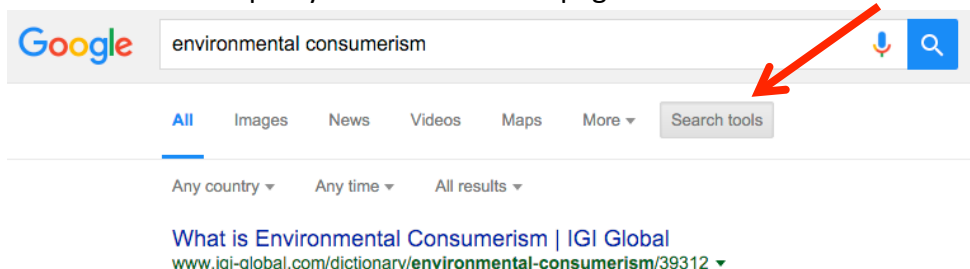 Google environmental consumerism
All Images News Videos Maps More Search tools
Any country Any time All results
What is Environmental Consumerism | IGI Global
www.igi-global.com/dictionary/environmental-consumerism/39312